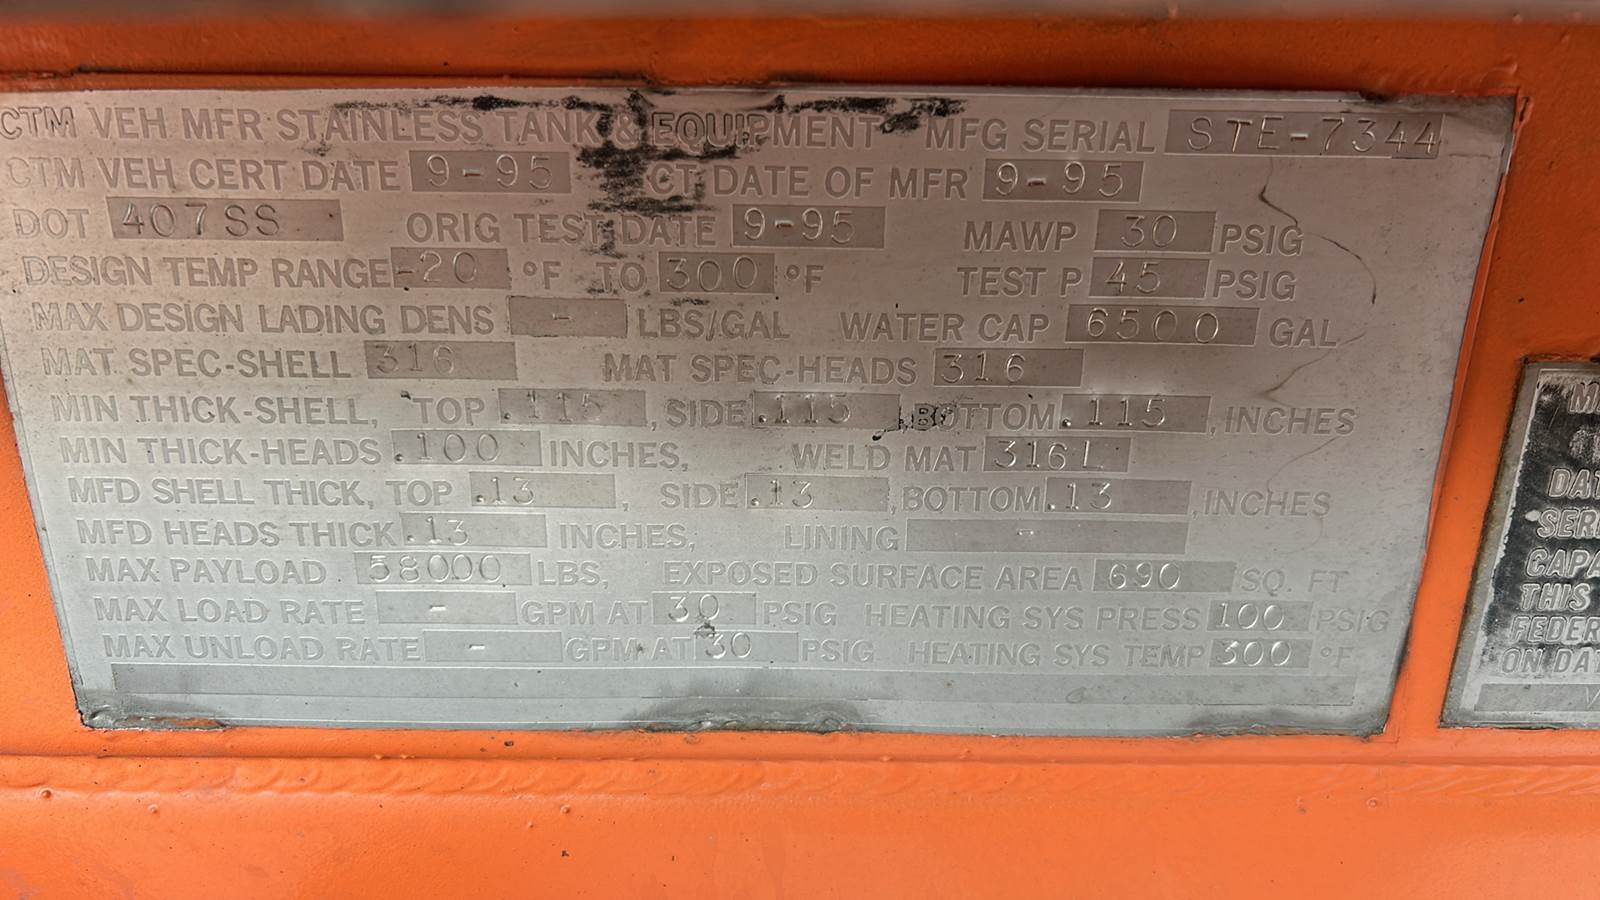 CTM VEH MFR STAINLESS TANK & EQUIPMENT MFG SERIAL STE-7344
CTM VEH CERT DATE 9-95 CT DATE OF MFR 9-95
DOT 407SS ORIG TEST DATE 9-95 MAWP 30 PSIG
DESIGN TEMP RANGE -20 °F TO 300 °F TEST P 45 PSIG
MAX DESIGN LADING DENS - LBS/GAL WATER CAP 6500 GAL
MAT SPEC-SHELL 316 MAT SPEC-HEADS 316
MIN THICK-SHELL, TOP .115, SIDE .115, BOTTOM .115, INCHES
MIN THICK-HEADS .100 INCHES, WELD MAT 316L
MFD SHELL THICK, TOP .13, SIDE .13, BOTTOM .13, INCHES
MFD HEADS THICK .13 INCHES, LINING -
MAX PAYLOAD 58000 LBS, EXPOSED SURFACE AREA 690 SQ. FT
MAX LOAD RATE - GPM AT 30 PSIG HEATING SYS PRESS 100 PSIG
MAX UNLOAD RATE - GPM AT 30 PSIG HEATING SYS TEMP 300 °F
THIS